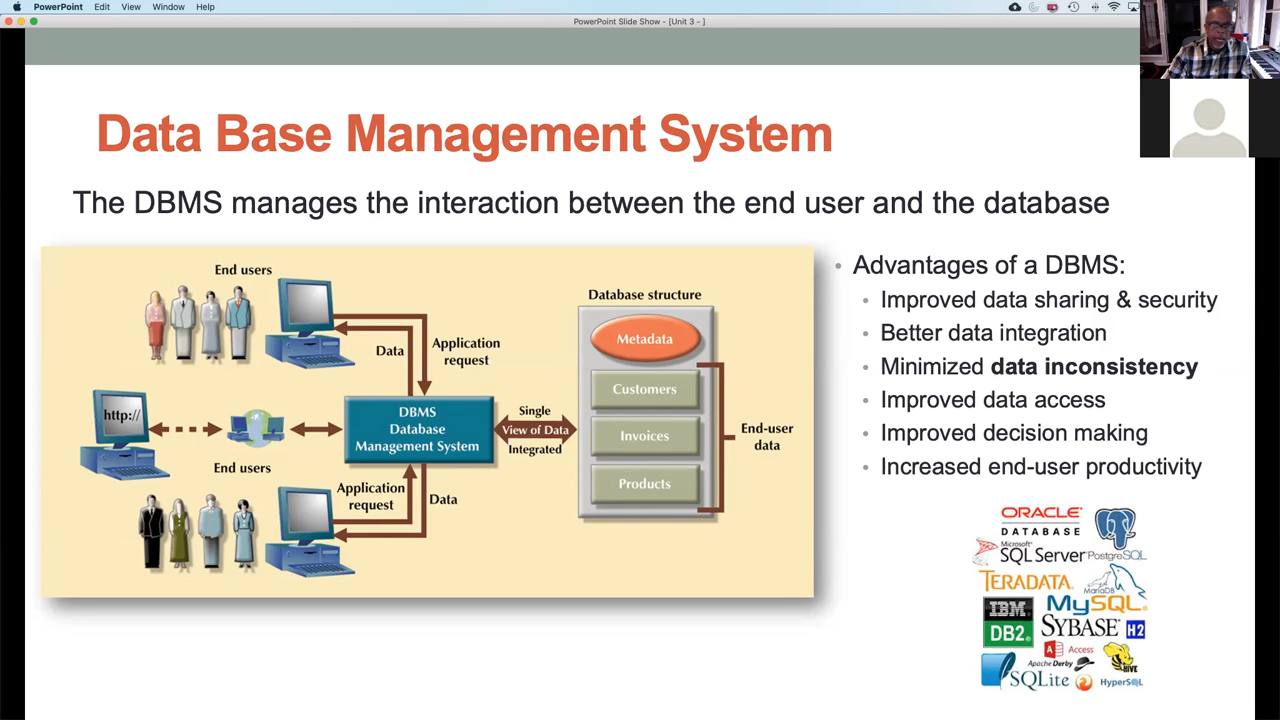 PowerPoint Edit View Window Help
PowerPoint Slide Show - [Unit 3 - ]
Data Base Management System
The DBMS manages the interaction between the end user and the database
End users
Data
Application
request
http://
DBMS
Database
Management System
End users
Application
request
Data
Single
View of Data
Integrated
Database structure
Metadata
Customers
Invoices
Products
End-user
data
• Advantages of a DBMS:
• Improved data sharing & security
• Better data integration
• Minimized data inconsistency
• Improved data access
• Improved decision making
• Increased end-user productivity
ORACLE
DATABASE
Microsoft
SQL Server
PostgreSQL
TERADATA
MariaDB
MySQL
IBM
DB2
SYBASE
H2
Access
Apache Derby
HIVE
SQLite
HyperSQL